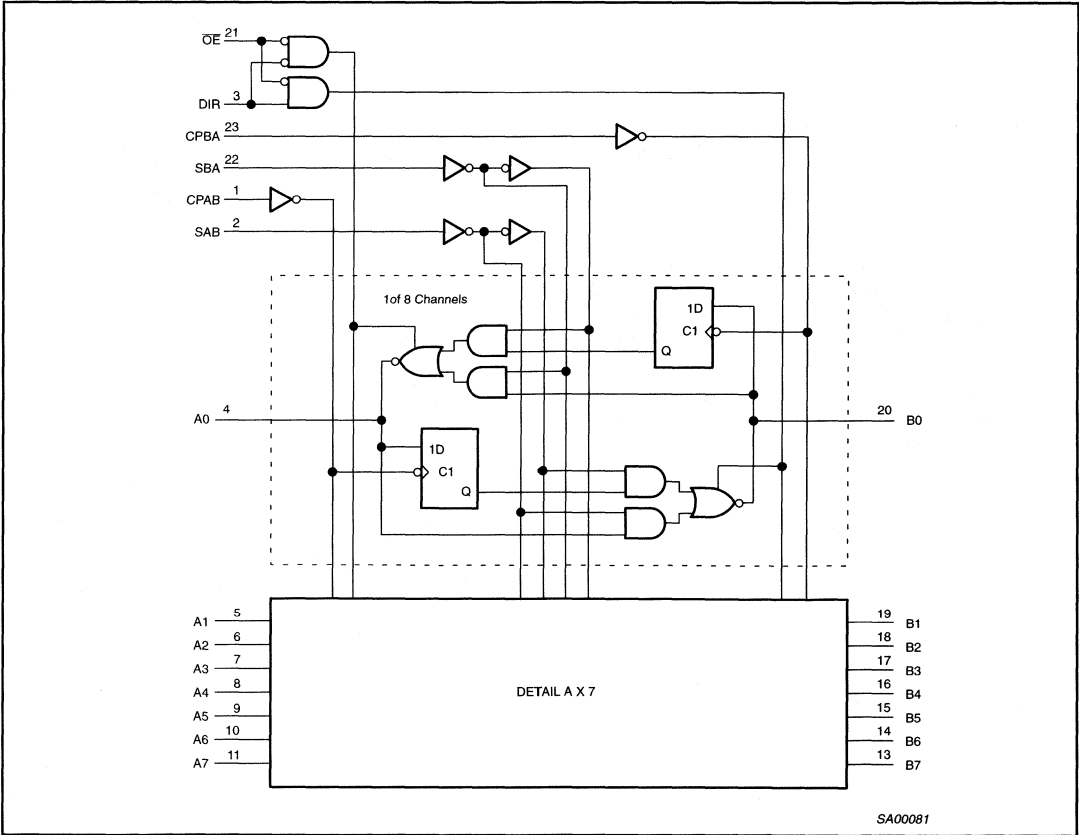 OE 21
DIR 3
CPBA 23
SBA 22
CPAB 1
SAB 2
1of 8 Channels
1D
C1
Q
A0 4
20 B0
1D
C1
Q
A1 5
A2 6
A3 7
A4 8
A5 9
A6 10
A7 11
DETAIL A X 7
19 B1
18 B2
17 B3
16 B4
15 B5
14 B6
13 B7
SA00081